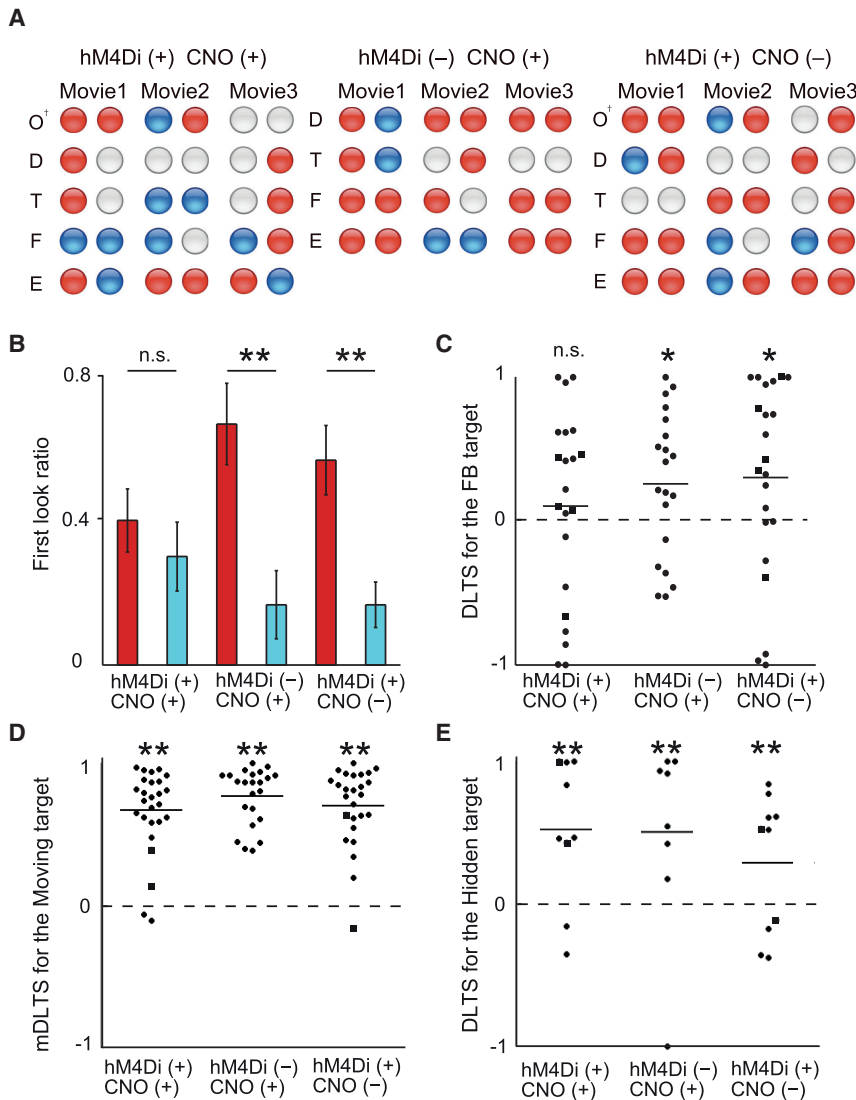 A
hM4Di (+) CNO (+) hM4Di (–) CNO (+) hM4Di (+) CNO (–)
Movie1 Movie2 Movie3 Movie1 Movie2 Movie3 Movie1 Movie2 Movie3
O† D O†
D T D
T F T
F E F
E E
B
n.s. ** **
0.8
0.4
0
First look ratio
hM4Di (+) hM4Di (–) hM4Di (+)
CNO (+) CNO (+) CNO (–)
C
n.s. * *
1
0
-1
DLTS for the FB target
hM4Di (+) hM4Di (–) hM4Di (+)
CNO (+) CNO (+) CNO (–)
D
** ** **
1
0
-1
mDLTS for the Moving target
hM4Di (+) hM4Di (–) hM4Di (+)
CNO (+) CNO (+) CNO (–)
E
** ** **
1
0
-1
DLTS for the Hidden target
hM4Di (+) hM4Di (–) hM4Di (+)
CNO (+) CNO (+) CNO (–)